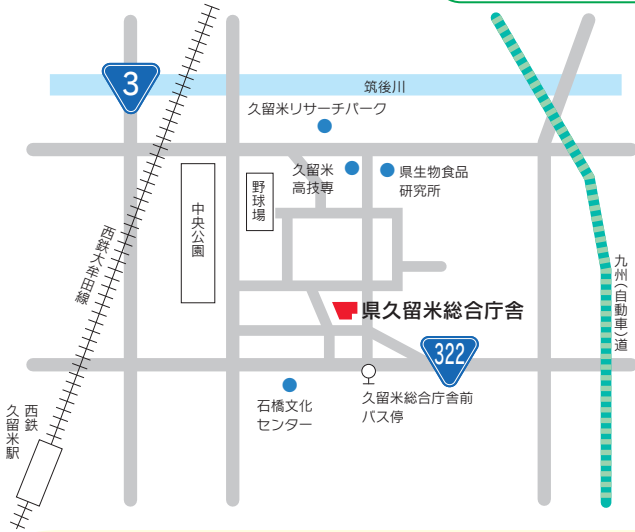 3
筑後川
久留米リサーチパーク
久留米
高技専
県生物食品
研究所
野球場
中央公園
西鉄大牟田線
九州(自動車)道
県久留米総合庁舎
322
石橋文化
センター
久留米総合庁舎前
バス停
西鉄
久留米駅